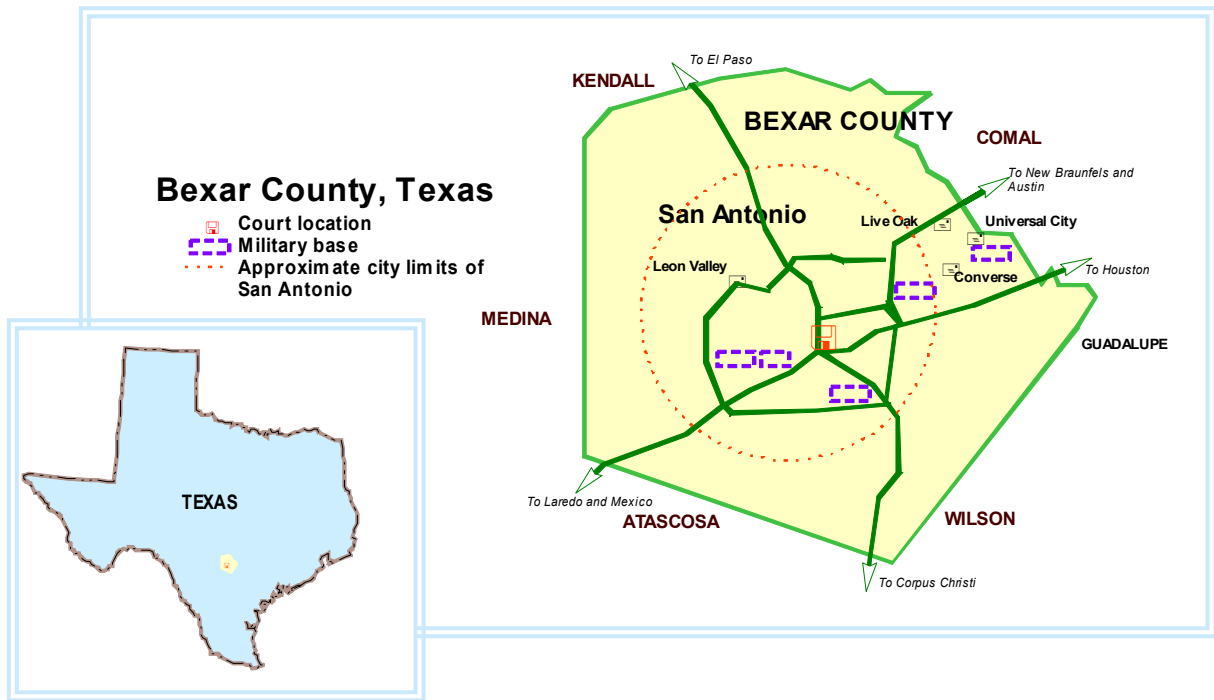 To El Paso
KENDALL
BEXAR COUNTY
COMAL
To New Braunfels and
Austin
Bexar County, Texas
Court location
Military base
Approximate city limits of
San Antonio
San Antonio
Live Oak
Universal City
Leon Valley
Converse
To Houston
MEDINA
GUADALUPE
TEXAS
To Laredo and Mexico
ATASCOSA
WILSON
To Corpus Christi